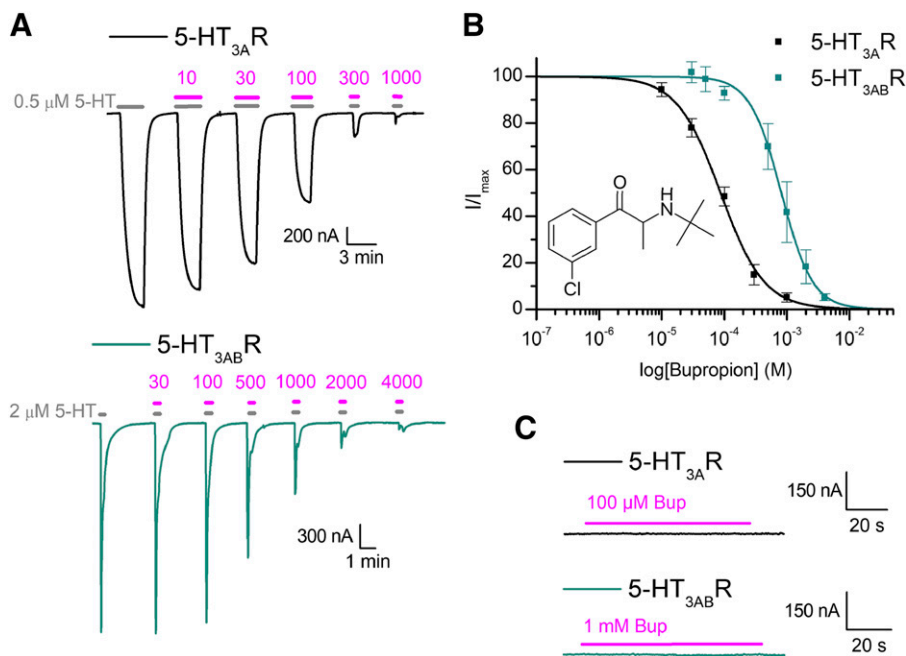 A
5-HT3AR
10 30 100 300 1000
0.5 μM 5-HT
200 nA
3 min
5-HT3ABR
30 100 500 1000 2000 4000
2 μM 5-HT
300 nA
1 min
B
5-HT3AR
5-HT3ABR
100
80
60
40
20
0
I/Imax
O
H
N
Cl
10-7 10-6 10-5 10-4 10-3 10-2
log[Bupropion] (M)
C
5-HT3AR
100 μM Bup
150 nA
20 s
5-HT3ABR
1 mM Bup
150 nA
20 s